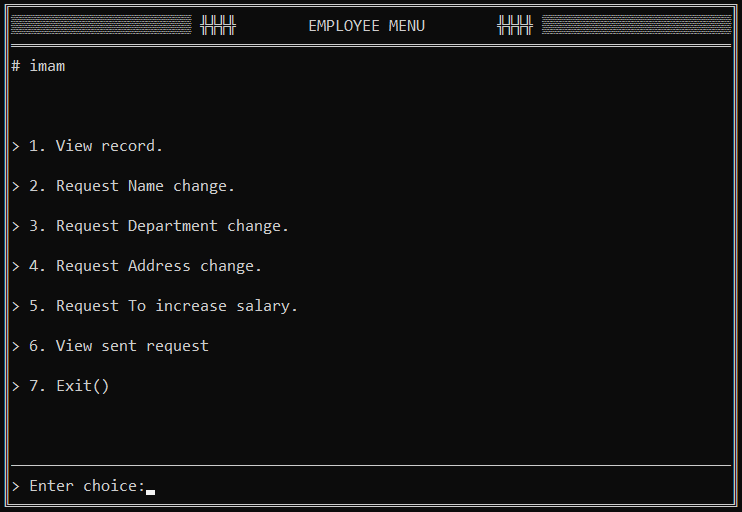 EMPLOYEE MENU
# imam
> 1. View record.
> 2. Request Name change.
> 3. Request Department change.
> 4. Request Address change.
> 5. Request To increase salary.
> 6. View sent request
> 7. Exit()
> Enter choice: